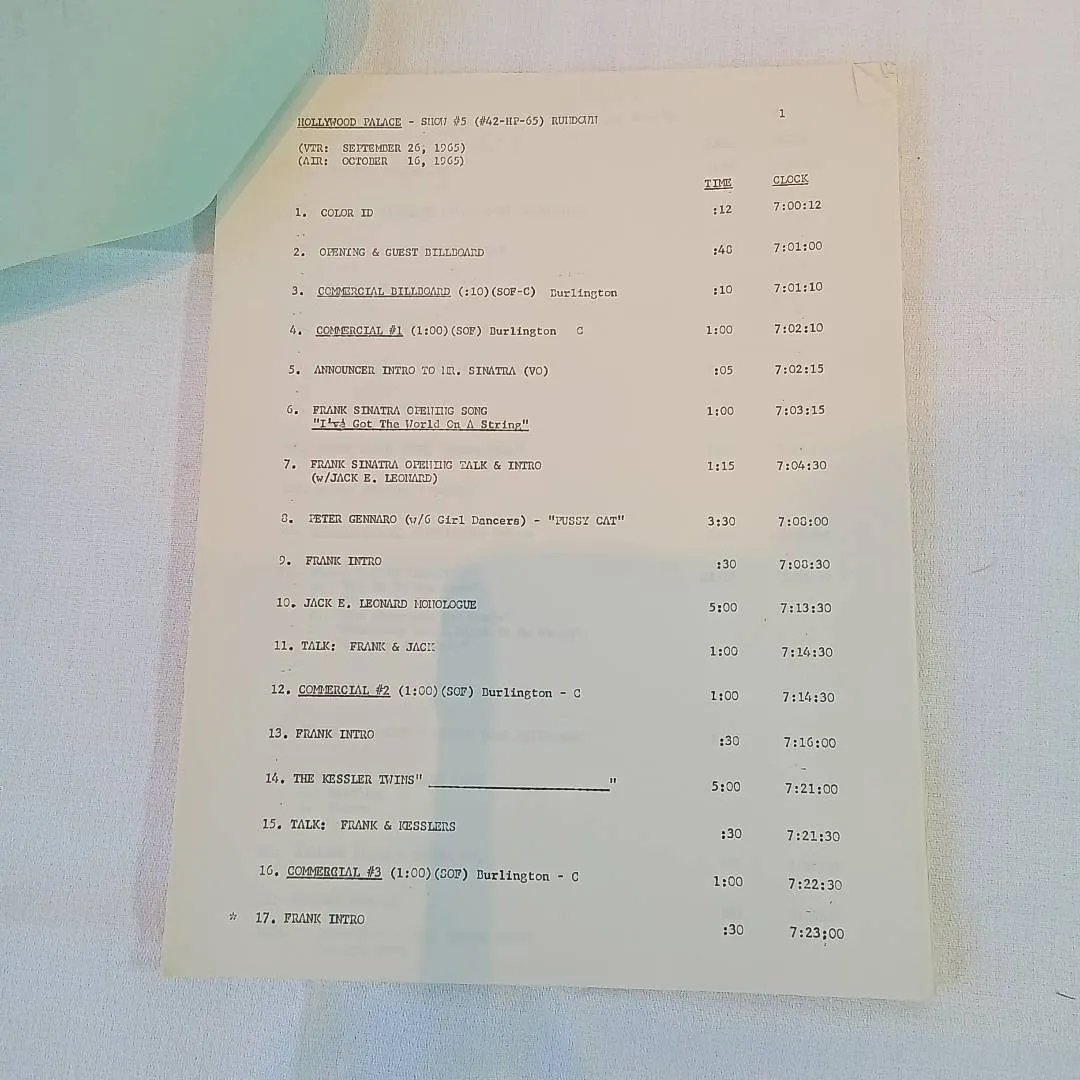 HOLLYWOOD PALACE - SHOW #5 (#42-HP-65) RUNDOWN 1
(VTR: SEPTEMBER 26, 1965)
(AIR: OCTOBER 16, 1965)
TIME CLOCK
1. COLOR ID :12 7:00:12
2. OPENING & GUEST BILLBOARD :48 7:01:00
3. COMMERCIAL BILLBOARD (:10)(SOF-C) Burlington :10 7:01:10
4. COMMERCIAL #1 (1:00)(SOF) Burlington C 1:00 7:02:10
5. ANNOUNCER INTRO TO MR. SINATRA (VO) :05 7:02:15
6. FRANK SINATRA OPENING SONG 1:00 7:03:15
"I've Got The World On A String"
7. FRANK SINATRA OPENING TALK & INTRO 1:15 7:04:30
(w/JACK E. LEONARD)
8. PETER GENNARO (w/6 Girl Dancers) - "PUSSY CAT" 3:30 7:08:00
9. FRANK INTRO :30 7:08:30
10. JACK E. LEONARD MONOLOGUE 5:00 7:13:30
11. TALK: FRANK & JACK 1:00 7:14:30
12. COMMERCIAL #2 (1:00)(SOF) Burlington - C 1:00 7:14:30
13. FRANK INTRO :30 7:16:00
14. THE KESSLER TWINS" ____________________" 5:00 7:21:00
15. TALK: FRANK & KESSLERS :30 7:21:30
16. COMMERCIAL #3 (1:00)(SOF) Burlington - C 1:00 7:22:30
* 17. FRANK INTRO :30 7:23:00